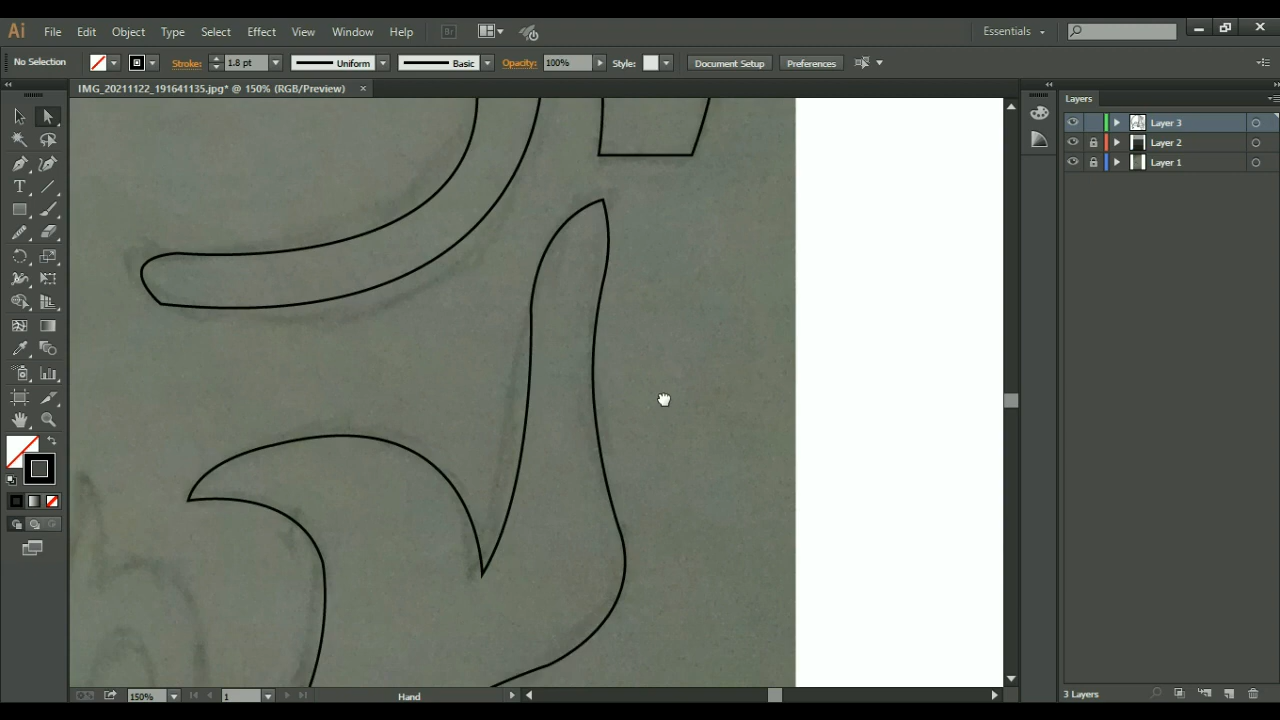 Ai File Edit Object Type Select Effect View Window Help Br Essentials
No Selection Stroke: 1.8 pt Uniform Basic Opacity: 100% Style: Document Setup Preferences
IMG_20211122_191641135.jpg* @ 150% (RGB/Preview) ×
Layers
Layer 3
Layer 2
Layer 1
150% 1 Hand 3 Layers